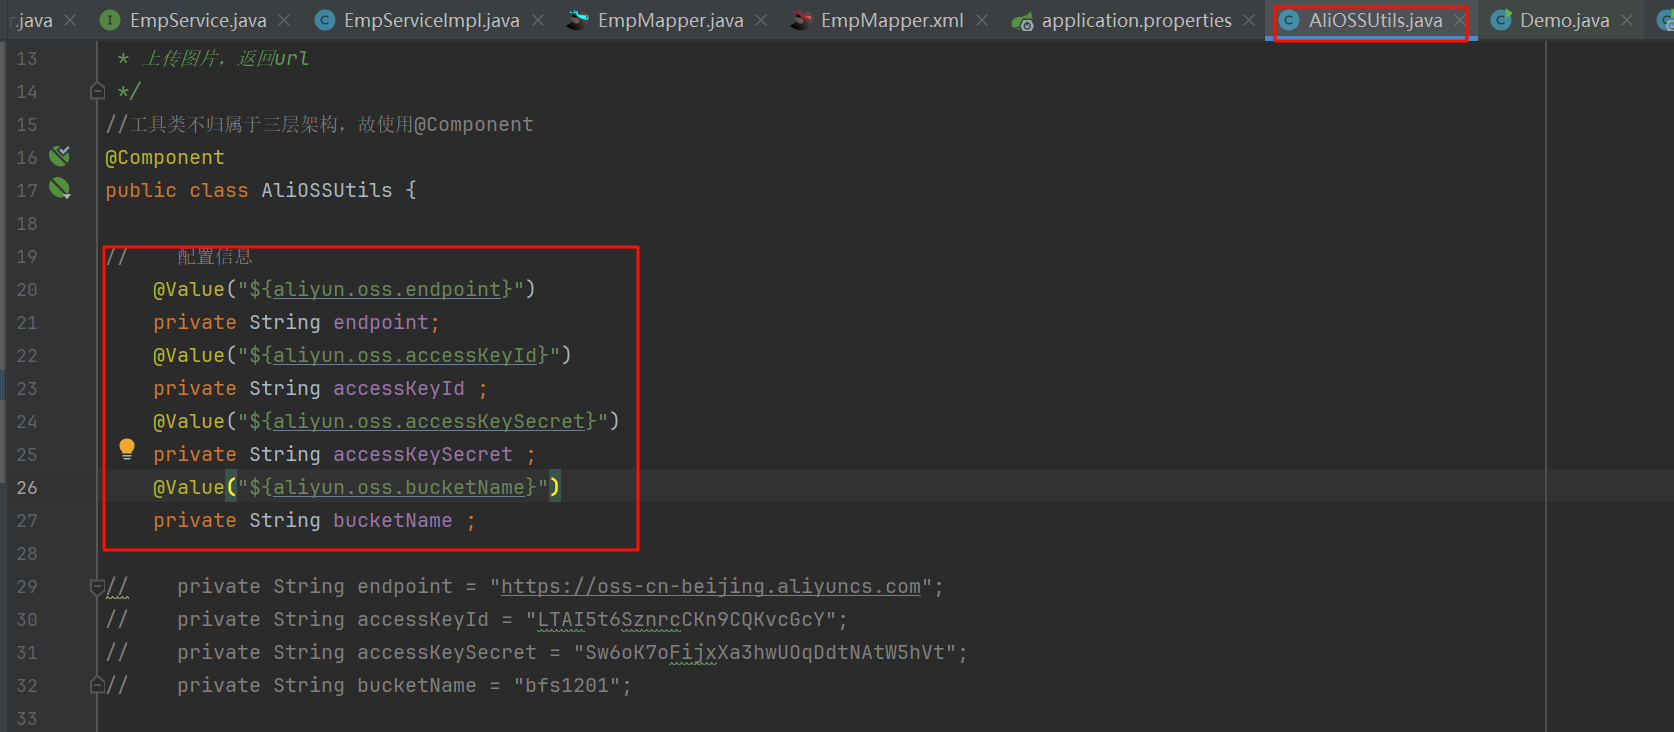 r.java EmpService.java EmpServiceImpl.java EmpMapper.java EmpMapper.xml application.properties AliOSSUtils.java Demo.java
13 * 上传图片，返回url
14 */
15 //工具类不归属于三层架构，故使用@Component
16 @Component
17 public class AliOSSUtils {
18
19 // 配置信息
20 @Value("${aliyun.oss.endpoint}")
21 private String endpoint;
22 @Value("${aliyun.oss.accessKeyId}")
23 private String accessKeyId ;
24 @Value("${aliyun.oss.accessKeySecret}")
25 private String accessKeySecret ;
26 @Value("${aliyun.oss.bucketName}")
27 private String bucketName ;
28
29 // private String endpoint = "https://oss-cn-beijing.aliyuncs.com";
30 // private String accessKeyId = "LTAI5t6SznrcCKn9CQKvcGcY";
31 // private String accessKeySecret = "Sw6oK7oFijxXa3hwUOqDdtNAtW5hVt";
32 // private String bucketName = "bfs1201";
33